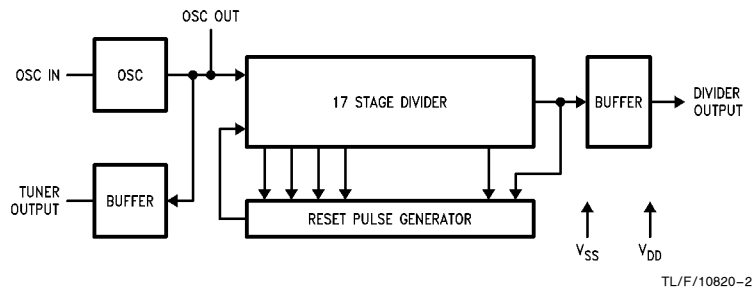 OSC OUT
OSC IN
OSC
17 STAGE DIVIDER
BUFFER
DIVIDER
OUTPUT
TUNER
OUTPUT
BUFFER
RESET PULSE GENERATOR
VSS
VDD
TL/F/10820-2